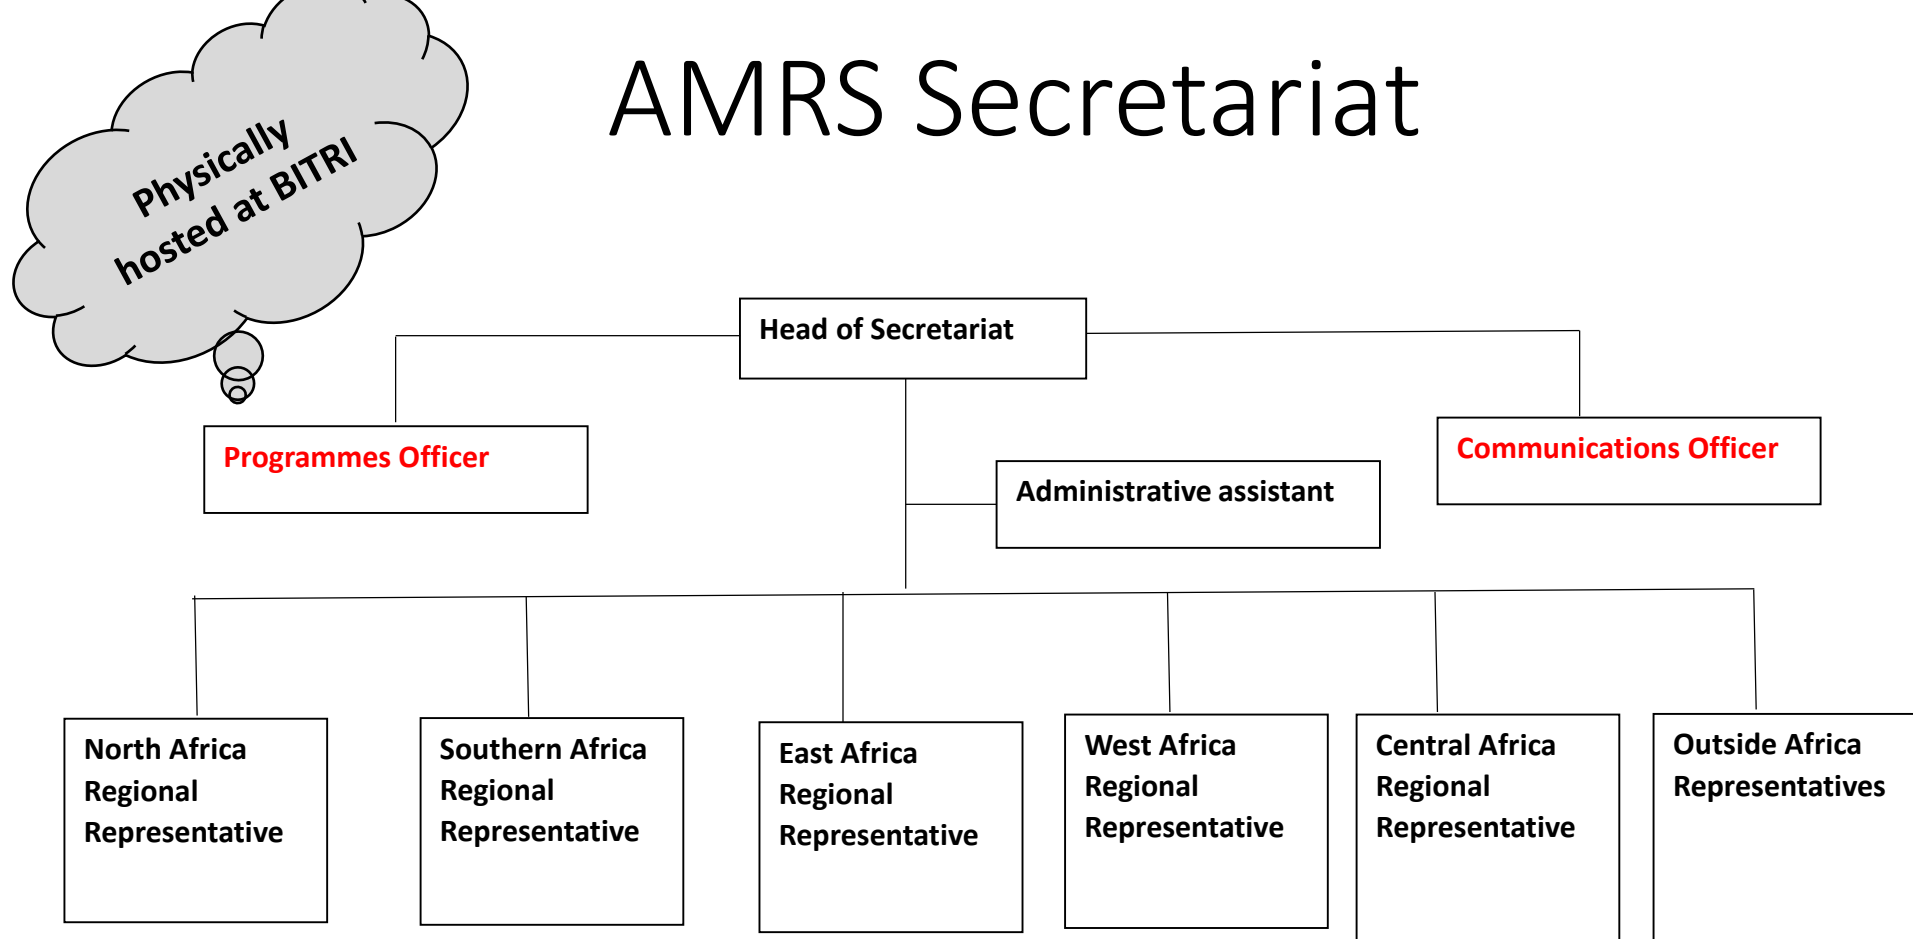 AMRS Secretariat
Physically
hosted at BITRI
Head of Secretariat
Programmes Officer
Communications Officer
Administrative assistant
North Africa
Regional
Representative
Southern Africa
Regional
Representative
East Africa
Regional
Representative
West Africa
Regional
Representative
Central Africa
Regional
Representative
Outside Africa
Representatives